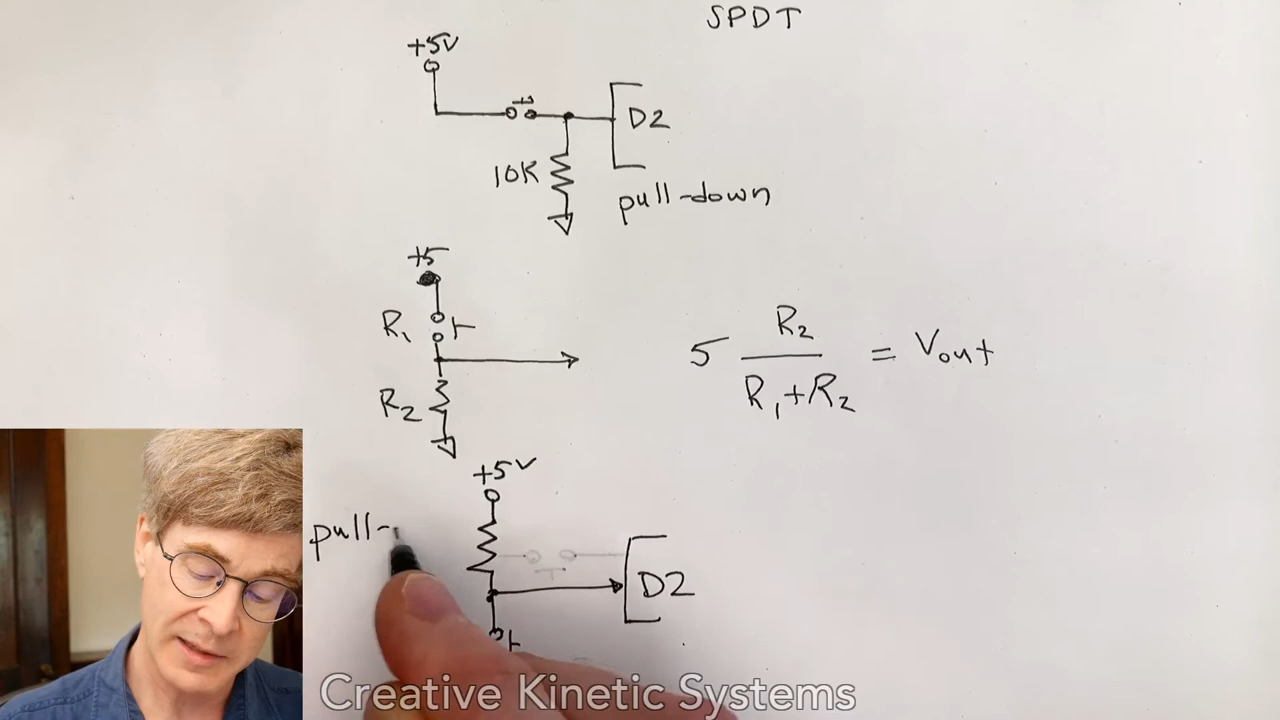 SPDT
+5V
D2
10K
pull-down
+5
R1
R2
5 R2 / R1+R2 = Vout
+5V
pull-
D2
Creative Kinetic Systems